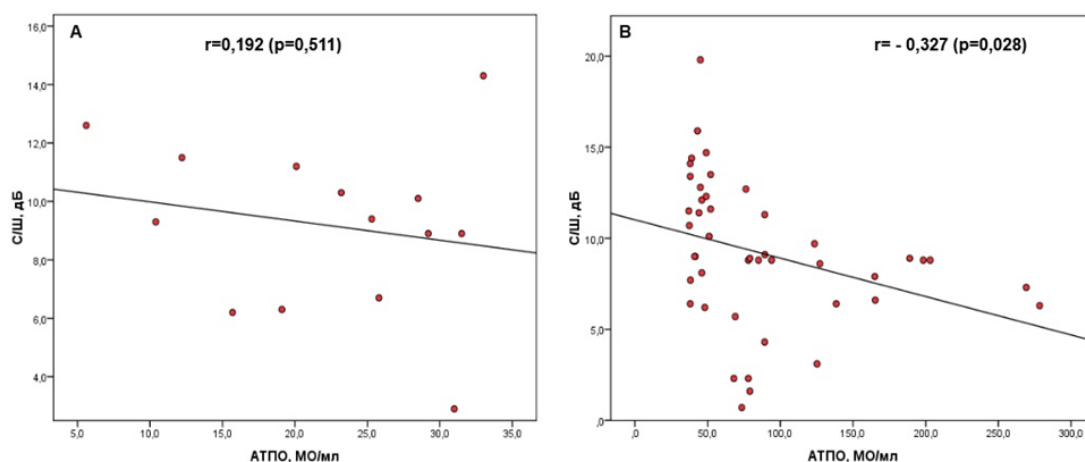 A
r=0,192 (p=0,511)
16,0
14,0
12,0
10,0
8,0
6,0
4,0
С/Ш, дБ
5,0 10,0 15,0 20,0 25,0 30,0 35,0
АТПО, МО/мл
B
r= - 0,327 (p=0,028)
20,0
15,0
10,0
5,0
,0
С/Ш, дБ
,0 50,0 100,0 150,0 200,0 250,0 300,0
АТПО, МО/мл